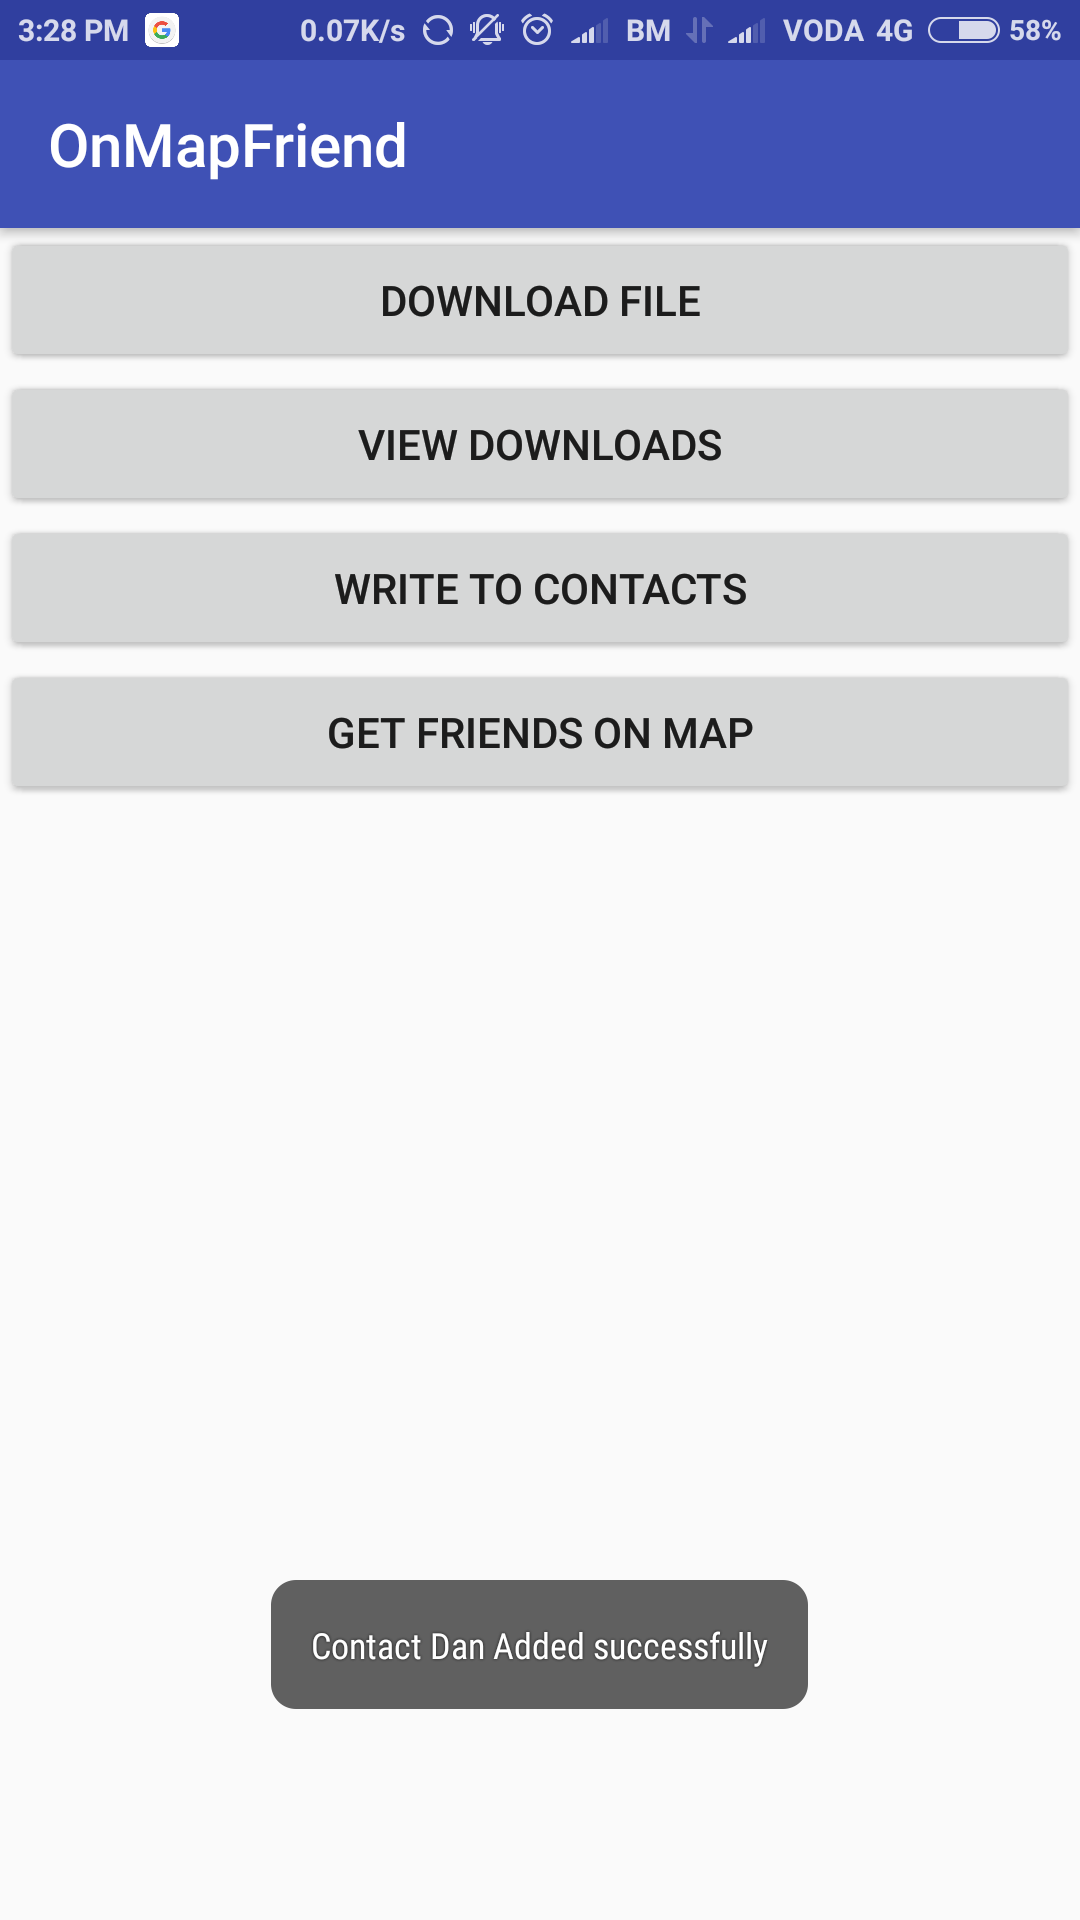 3:28 PM 0.07K/s BM VODA 4G 58%
OnMapFriend
DOWNLOAD FILE
VIEW DOWNLOADS
WRITE TO CONTACTS
GET FRIENDS ON MAP
Contact Dan Added successfully